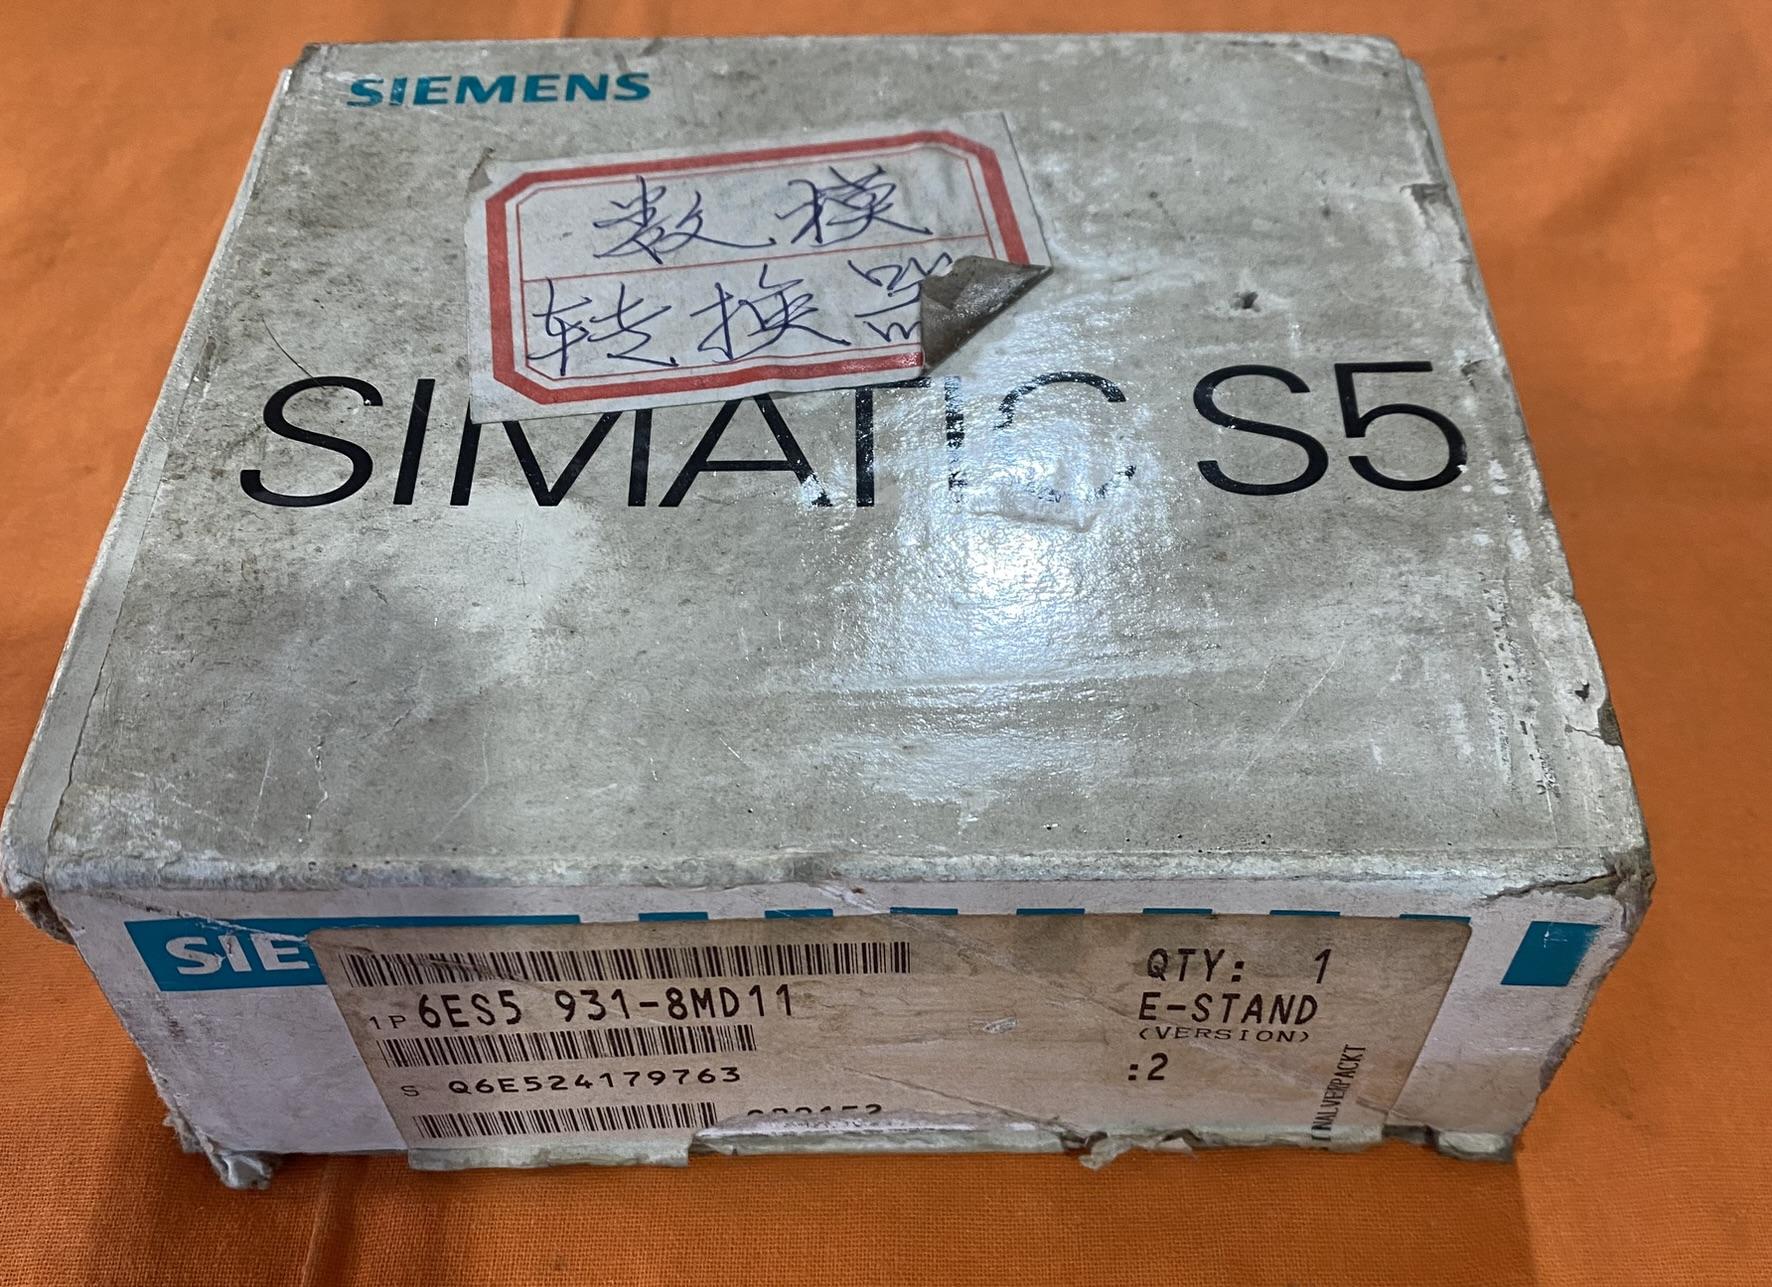 SIEMENS
数模
转换器
SIMATIC S5
SIE
QTY: 1
1P 6ES5 931-8MD11
E-STAND
(VERSION)
:2
S Q6E524179763